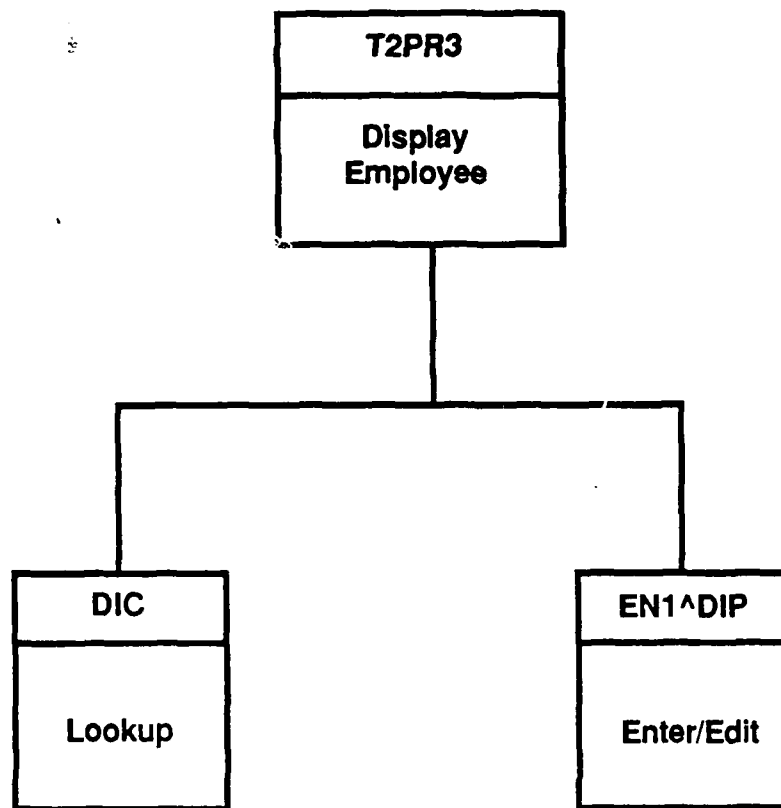 T2PR3
Display
Employee
DIC
EN1^DIP
Lookup
Enter/Edit